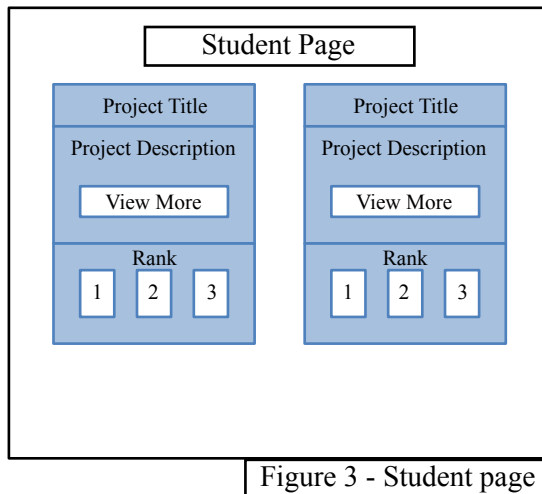 Student Page
Project Title
Project Description
View More
Rank
1 2 3
Project Title
Project Description
View More
Rank
1 2 3
Figure 3 - Student page